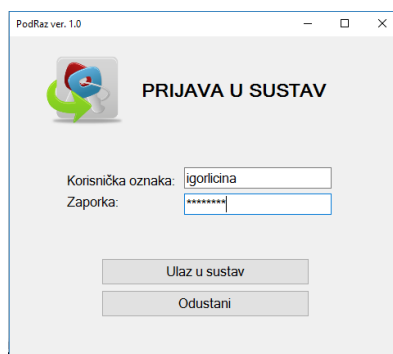 PodRaz ver. 1.0
PRIJAVA U SUSTAV
Korisnička oznaka: igorlicina
Zaporka: ********
Ulaz u sustav
Odustani